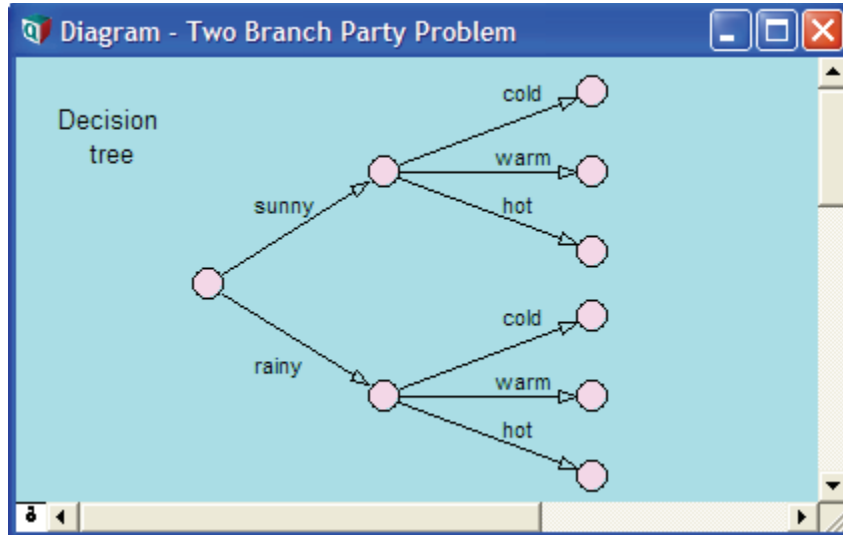 Diagram - Two Branch Party Problem
Decision
tree
cold
warm
sunny
hot
cold
rainy
warm
hot